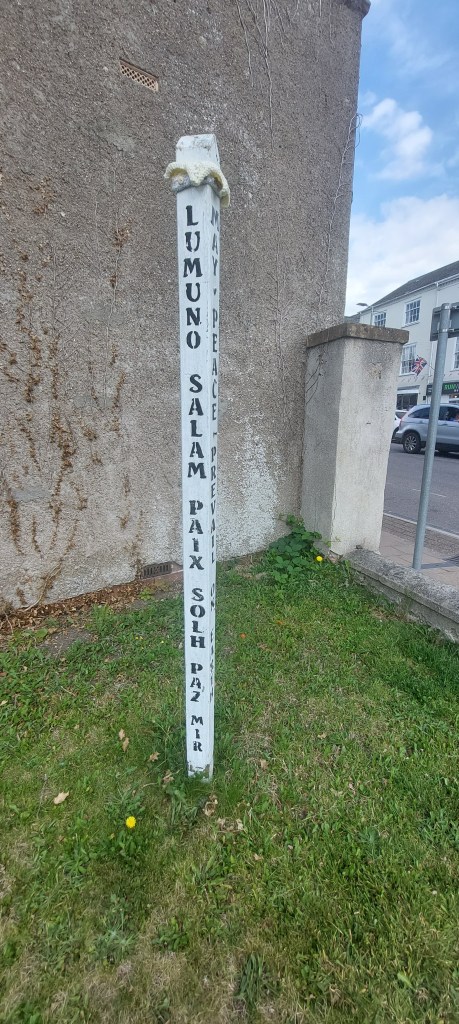 LUMUNO SALAM PAIX SOLH PAZ MIR
MAY · PEACE - PREVAIL ON EARTH